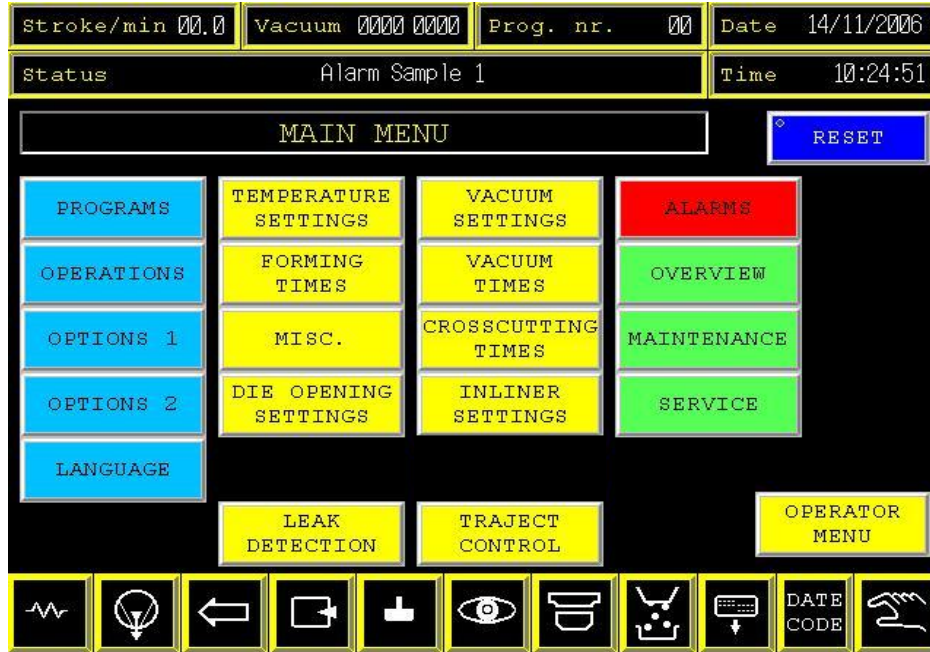 Stroke/min 00.0 Vacuum 0000 0000 Prog. nr. 00 Date 14/11/2006
Status Alarm Sample 1 Time 10:24:51
MAIN MENU
RESET
PROGRAMS
TEMPERATURE
SETTINGS
VACUUM
SETTINGS
ALARMS
OPERATIONS
FORMING
TIMES
VACUUM
TIMES
OVERVIEW
OPTIONS 1
MISC.
CROSSCUTTING
TIMES
MAINTENANCE
OPTIONS 2
DIE OPENING
SETTINGS
INLINER
SETTINGS
SERVICE
LANGUAGE
LEAK
DETECTION
TRAJECT
CONTROL
OPERATOR
MENU
DATE
CODE